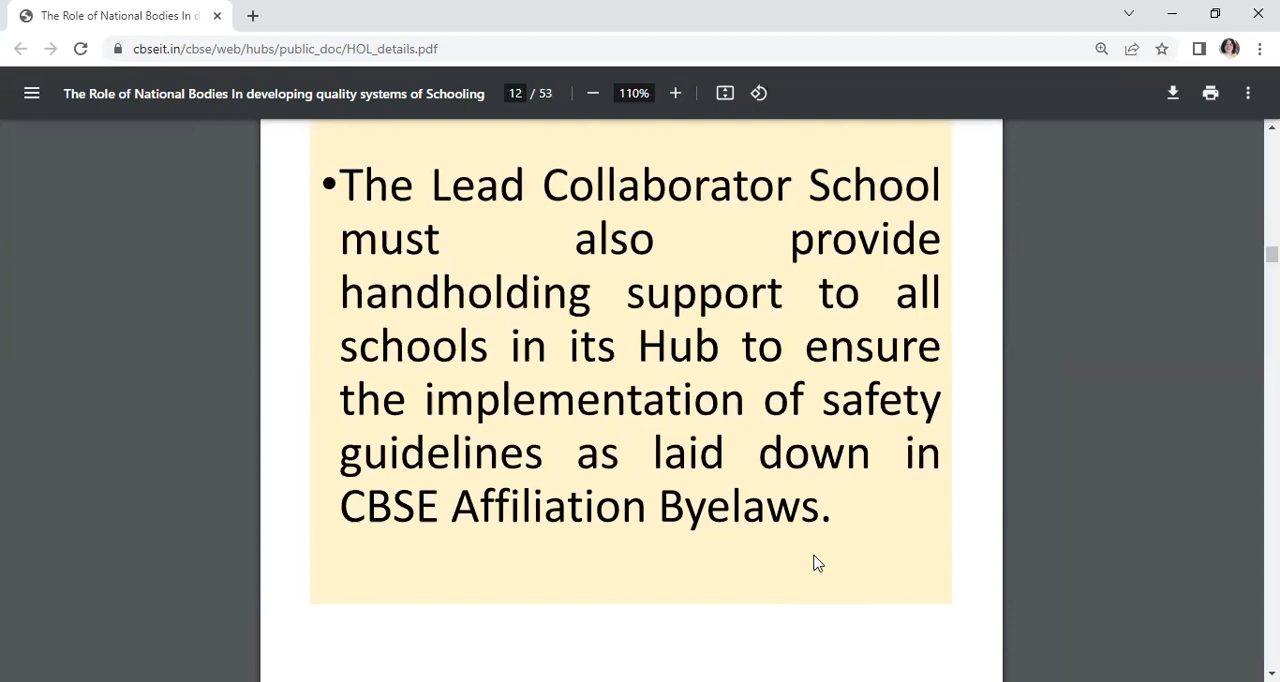 The Role of National Bodies In d
cbseit.in/cbse/web/hubs/public_doc/HOL_details.pdf
The Role of National Bodies In developing quality systems of Schooling
12 / 53
110%
•The Lead Collaborator School
must also provide
handholding support to all
schools in its Hub to ensure
the implementation of safety
guidelines as laid down in
CBSE Affiliation Byelaws.